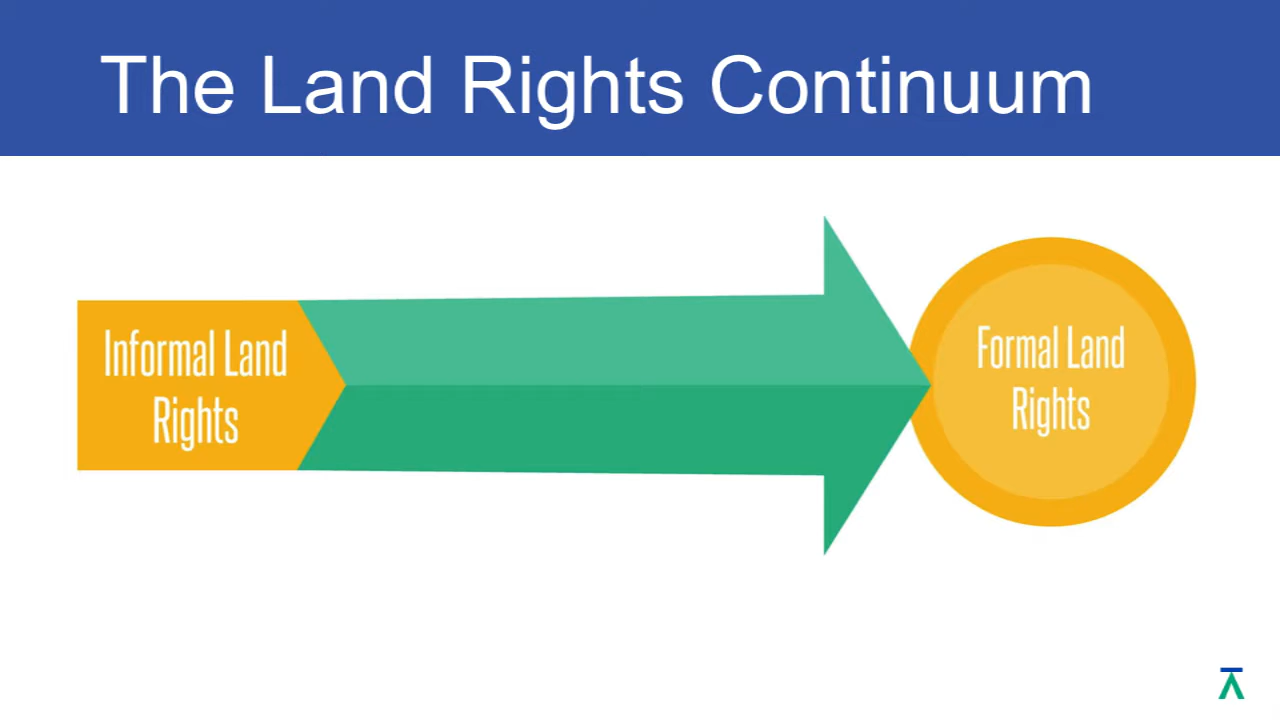 The Land Rights Continuum
Informal Land
Rights
Formal Land
Rights